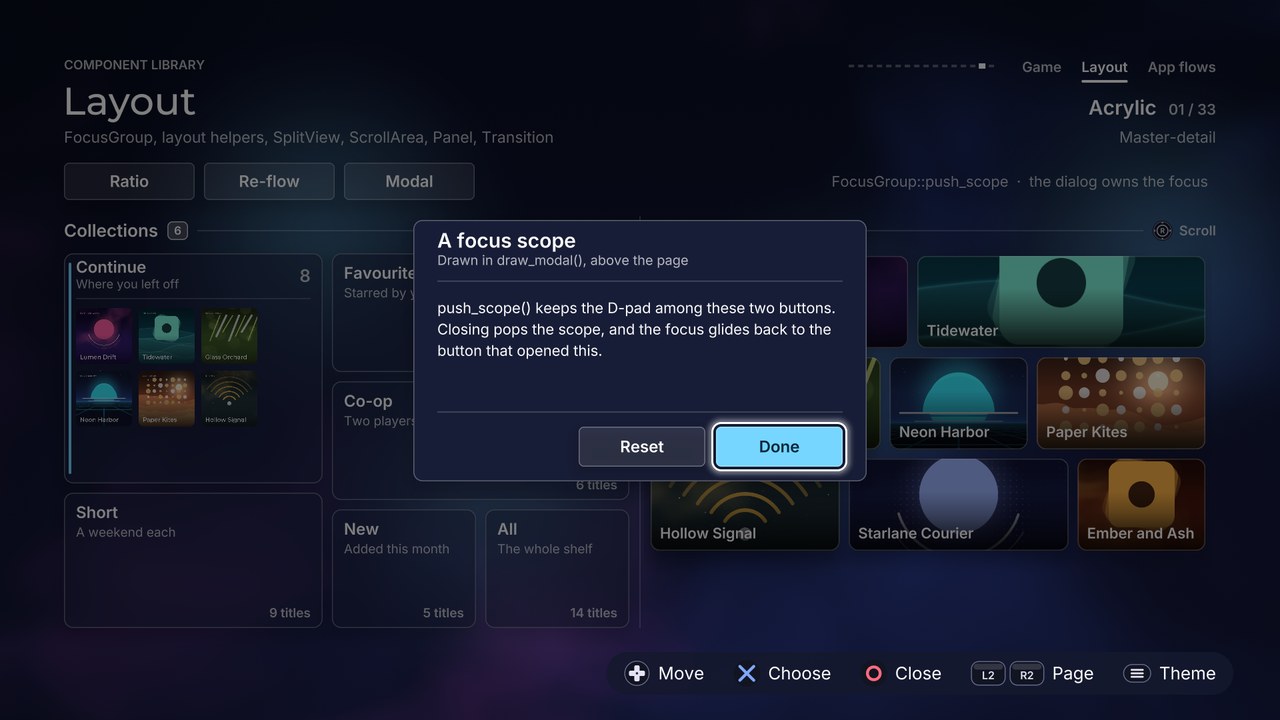 COMPONENT LIBRARY
Layout
FocusGroup, layout helpers, SplitView, ScrollArea, Panel, Transition
Game
Layout
App flows
Acrylic 01 / 33
Master-detail
Ratio
Re-flow
Modal
FocusGroup::push_scope · the dialog owns the focus
Collections 6
R Scroll
Continue
Where you left off
8
Lumen Drift
Tidewater
Glass Orchard
Neon Harbor
Paper Kites
Hollow Signal
Favourite
Starred by
Co-op
Two players
6 titles
Short
A weekend each
9 titles
New
Added this month
5 titles
All
The whole shelf
14 titles
A focus scope
Drawn in draw_modal(), above the page
push_scope() keeps the D-pad among these two buttons.
Closing pops the scope, and the focus glides back to the
button that opened this.
Reset
Done
Tidewater
Neon Harbor
Paper Kites
Hollow Signal
Starlane Courier
Ember and Ash
Move
Choose
Close
L2 R2 Page
Theme